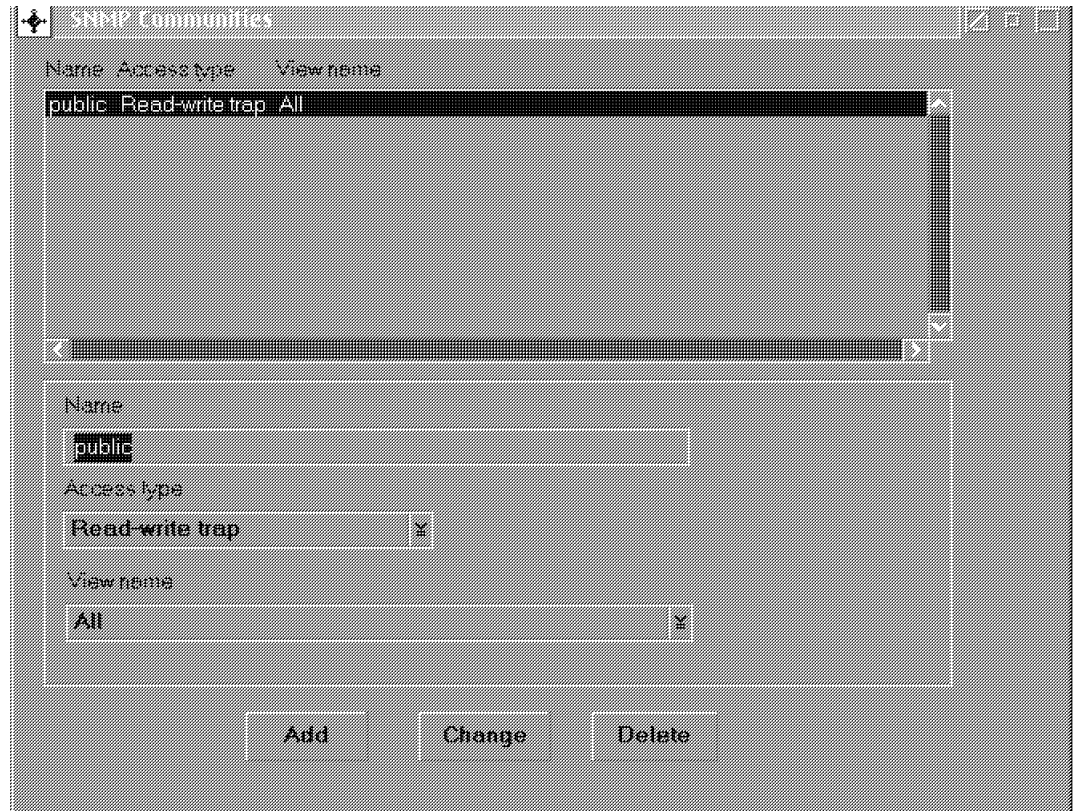 SNMP Communities
Name Access type View name
public Read-write trap All
Name
public
Access type
Read-write trap
View name
All
Add Change Delete